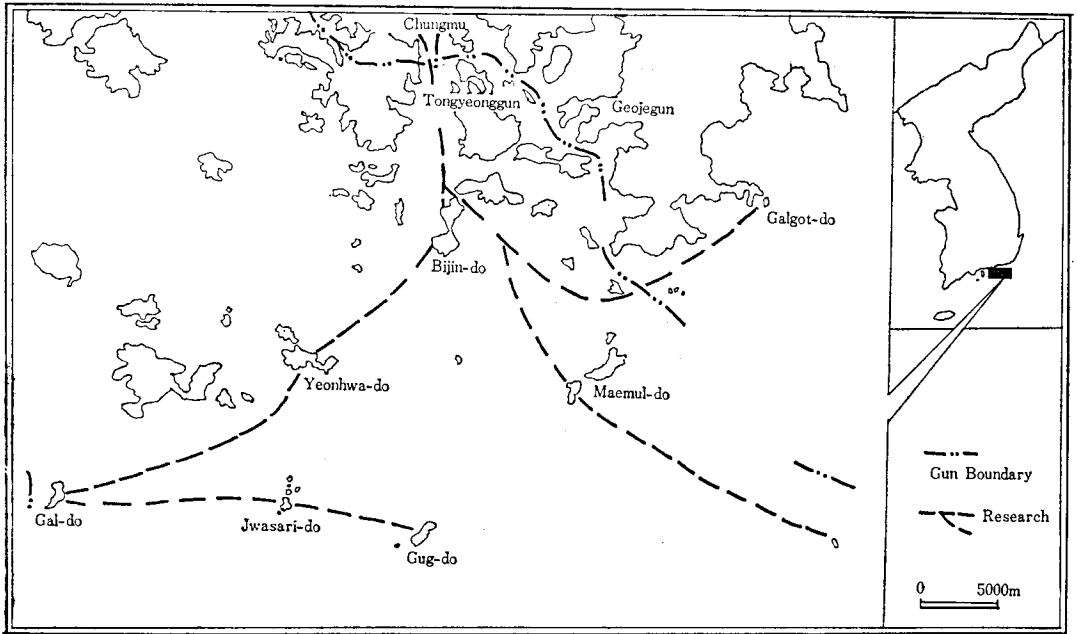 Chungmu
Tongyeonggun
Geojegun
Galgot-do
Bijin-do
Yeonhwa-do
Maemul-do
Gal-do
Jwasari-do
Gug-do
Gun Boundary
Research
0 5000m